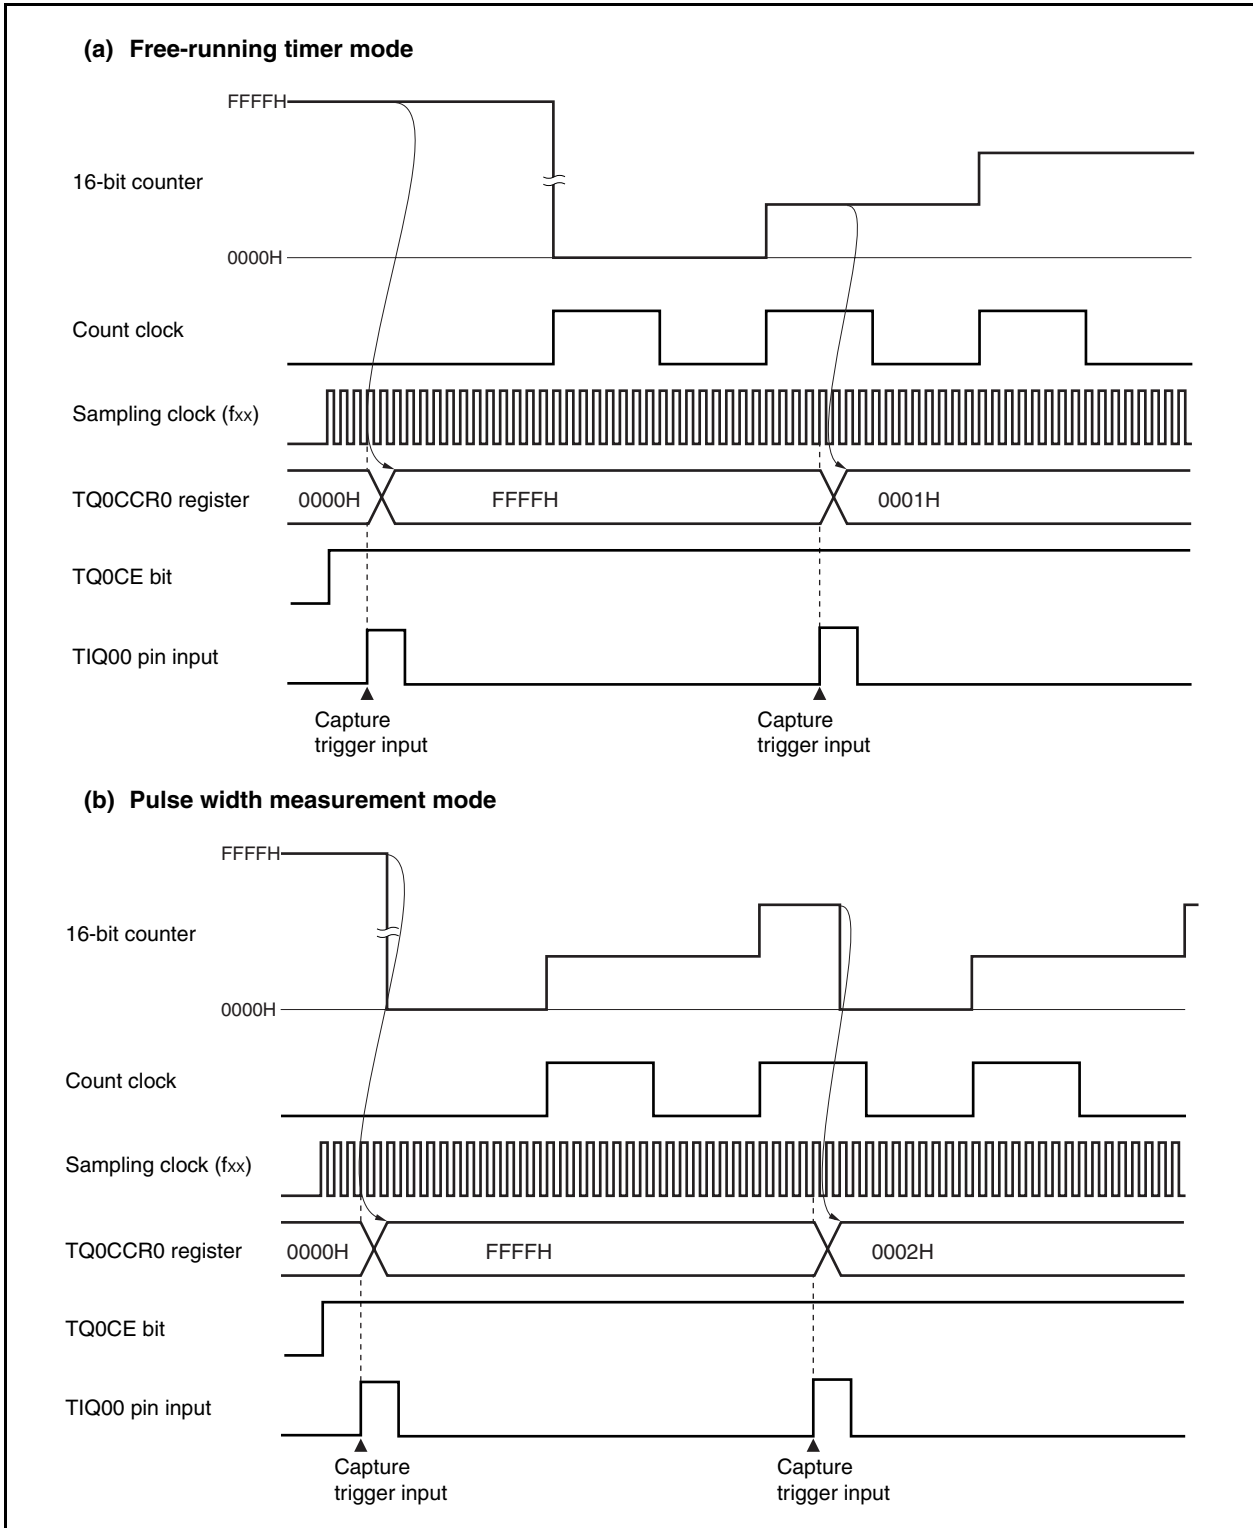 (a) Free-running timer mode
FFFFH
16-bit counter
0000H
Count clock
Sampling clock (fxx)
TQ0CCR0 register
0000H
FFFFH
0001H
TQ0CE bit
TIQ00 pin input
Capture
trigger input
Capture
trigger input
(b) Pulse width measurement mode
FFFFH
16-bit counter
0000H
Count clock
Sampling clock (fxx)
TQ0CCR0 register
0000H
FFFFH
0002H
TQ0CE bit
TIQ00 pin input
Capture
trigger input
Capture
trigger input